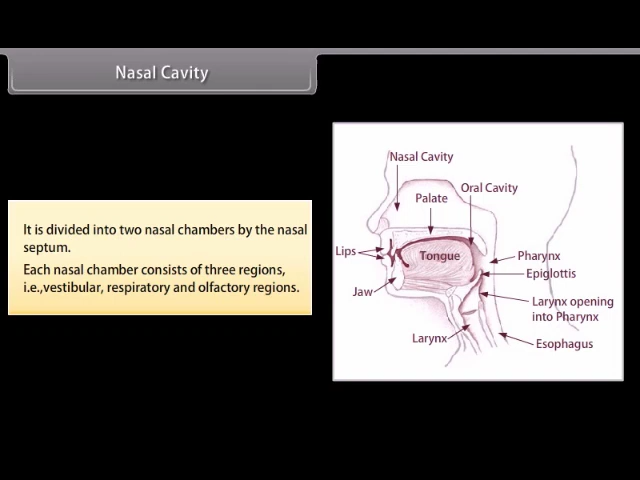 Nasal Cavity
It is divided into two nasal chambers by the nasal
septum.
Each nasal chamber consists of three regions,
i.e.,vestibular, respiratory and olfactory regions.
Nasal Cavity
Oral Cavity
Palate
Lips
Tongue
Pharynx
Epiglottis
Jaw
Larynx opening
into Pharynx
Larynx
Esophagus